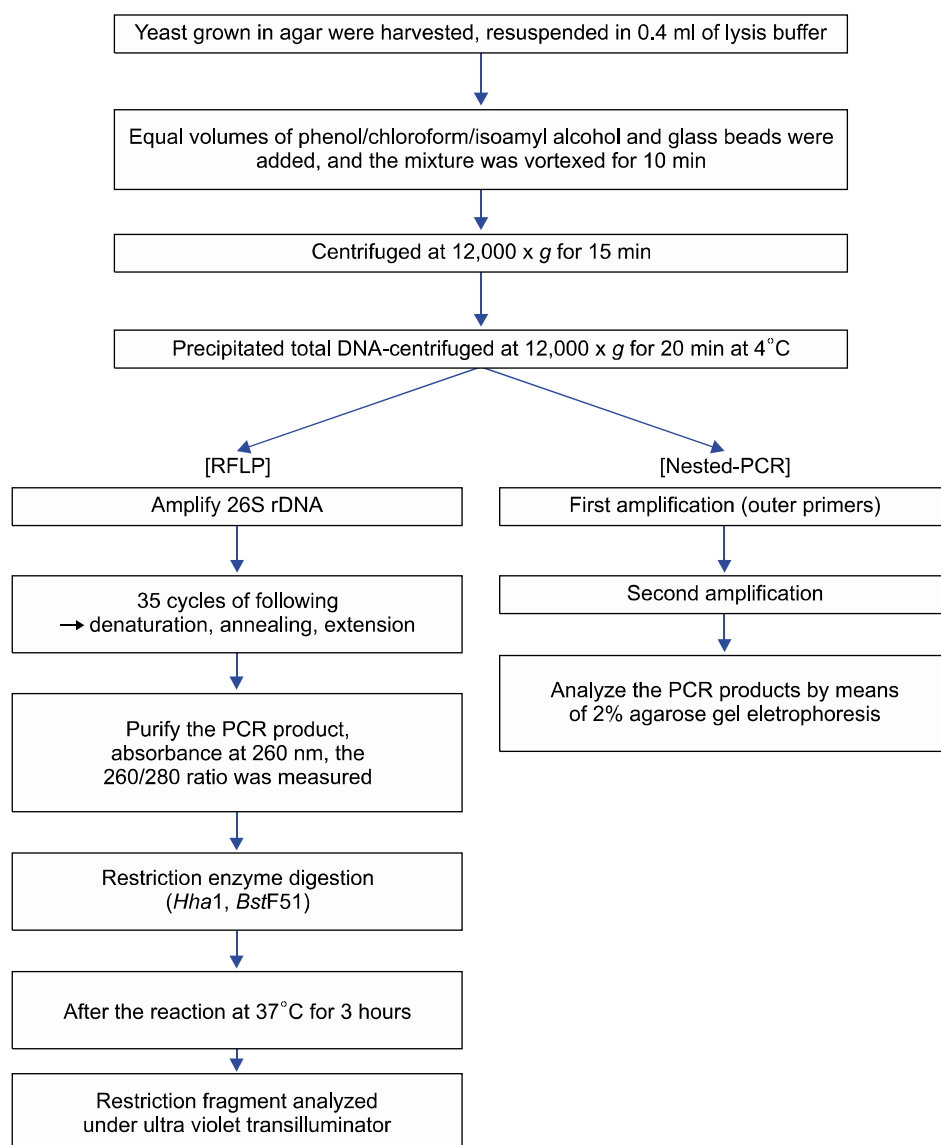 Yeast grown in agar were harvested, resuspended in 0.4 ml of lysis buffer
Equal volumes of phenol/chloroform/isoamyl alcohol and glass beads were
added, and the mixture was vortexed for 10 min
Centrifuged at 12,000 x g for 15 min
Precipitated total DNA-centrifuged at 12,000 x g for 20 min at 4°C
[RFLP]
Amplify 26S rDNA
35 cycles of following
→ denaturation, annealing, extension
Purify the PCR product,
absorbance at 260 nm, the
260/280 ratio was measured
Restriction enzyme digestion
(Hha1, BstF51)
After the reaction at 37°C for 3 hours
Restriction fragment analyzed
under ultra violet transilluminator
[Nested-PCR]
First amplification (outer primers)
Second amplification
Analyze the PCR products by means
of 2% agarose gel eletrophoresis